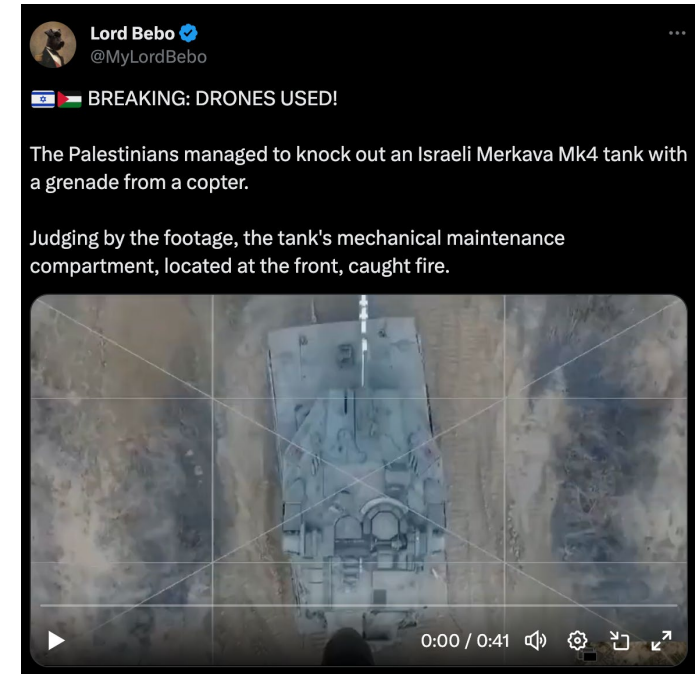 Lord Bebo
@MyLordBebo
🇮🇱🇵🇸 BREAKING: DRONES USED!
The Palestinians managed to knock out an Israeli Merkava Mk4 tank with
a grenade from a copter.
Judging by the footage, the tank's mechanical maintenance
compartment, located at the front, caught fire.
0:00 / 0:41